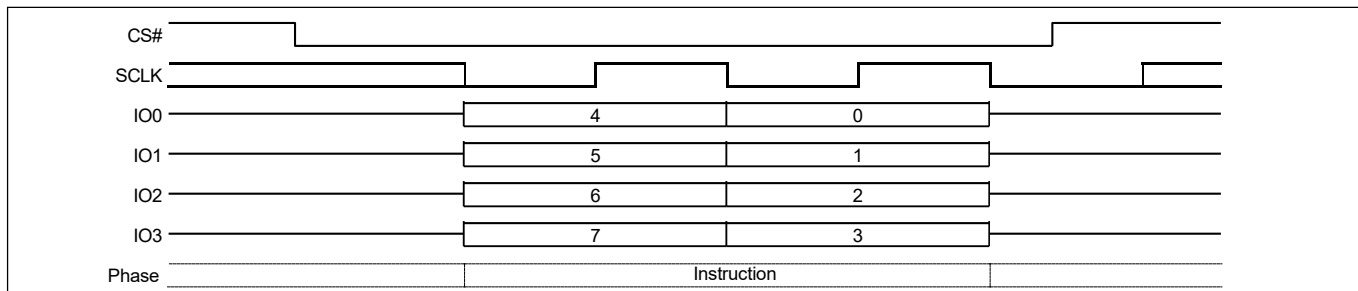 CS#
SCLK
IO0 4 0
IO1 5 1
IO2 6 2
IO3 7 3
Phase Instruction